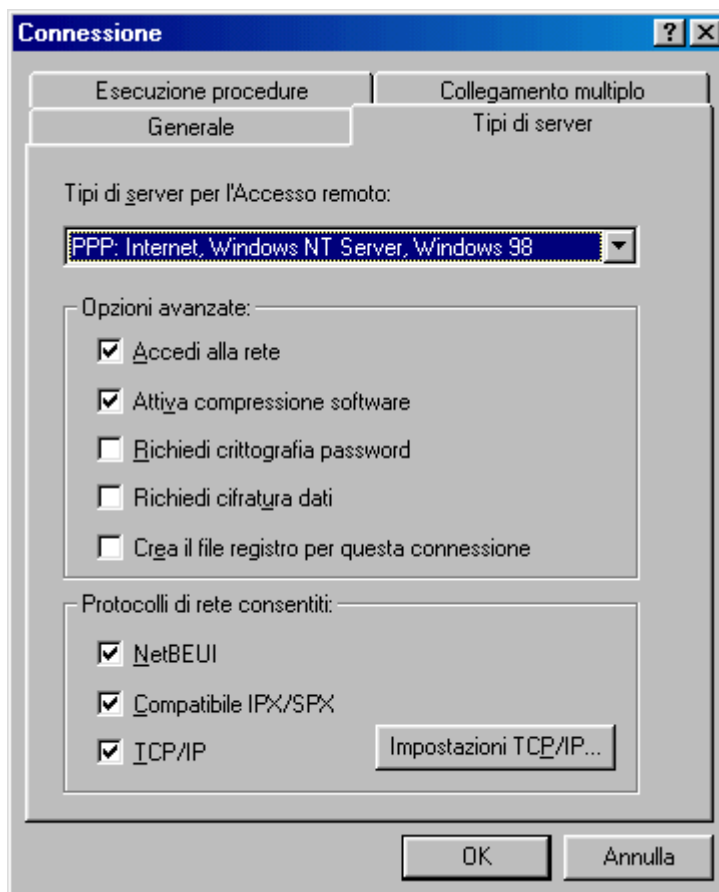 Connessione
Esecuzione procedure
Collegamento multiplo
Generale
Tipi di server
Tipi di server per l'Accesso remoto:
PPP: Internet, Windows NT Server, Windows 98
Opzioni avanzate:
Accedi alla rete
Attiva compressione software
Richiedi crittografia password
Richiedi cifratura dati
Crea il file registro per questa connessione
Protocolli di rete consentiti:
NetBEUI
Compatibile IPX/SPX
TCP/IP
Impostazioni TCP/IP...
OK
Annulla